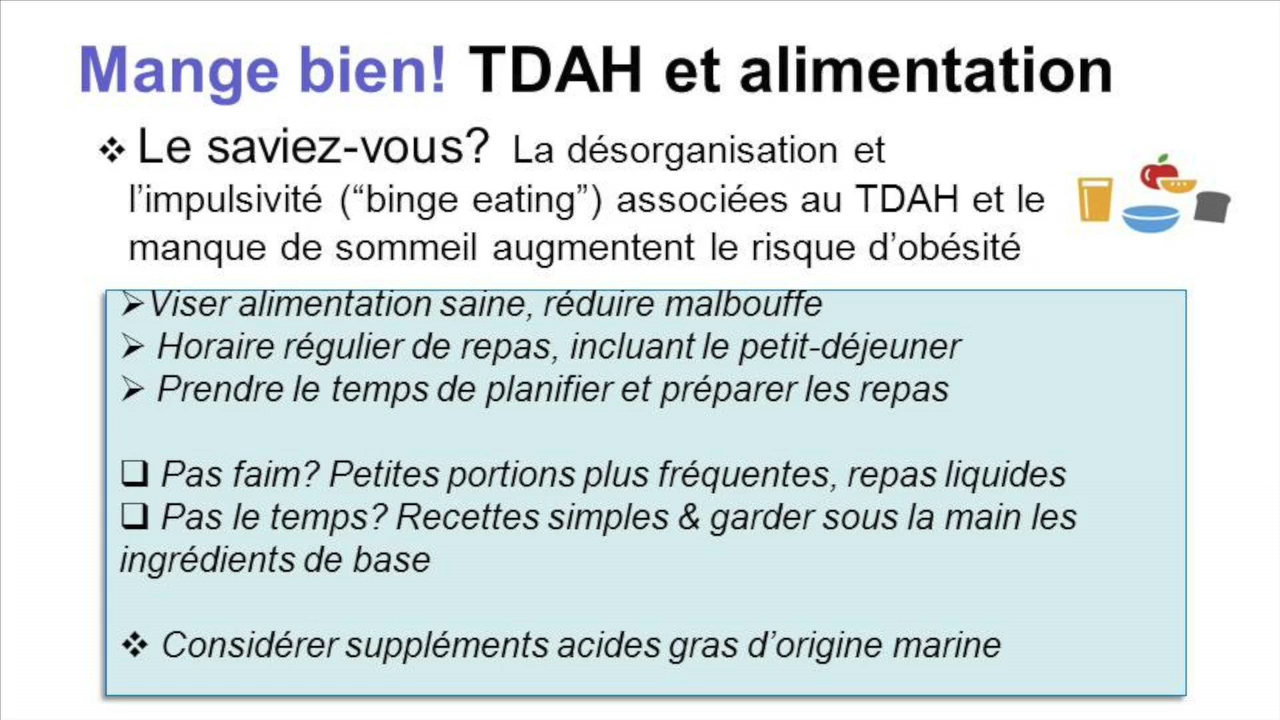 Mange bien! TDAH et alimentation
❖ Le saviez-vous? La désorganisation et
l’impulsivité (“binge eating”) associées au TDAH et le
manque de sommeil augmentent le risque d’obésité
➢Viser alimentation saine, réduire malbouffe
➢ Horaire régulier de repas, incluant le petit-déjeuner
➢ Prendre le temps de planifier et préparer les repas
❑ Pas faim? Petites portions plus fréquentes, repas liquides
❑ Pas le temps? Recettes simples & garder sous la main les
ingrédients de base
❖ Considérer suppléments acides gras d’origine marine